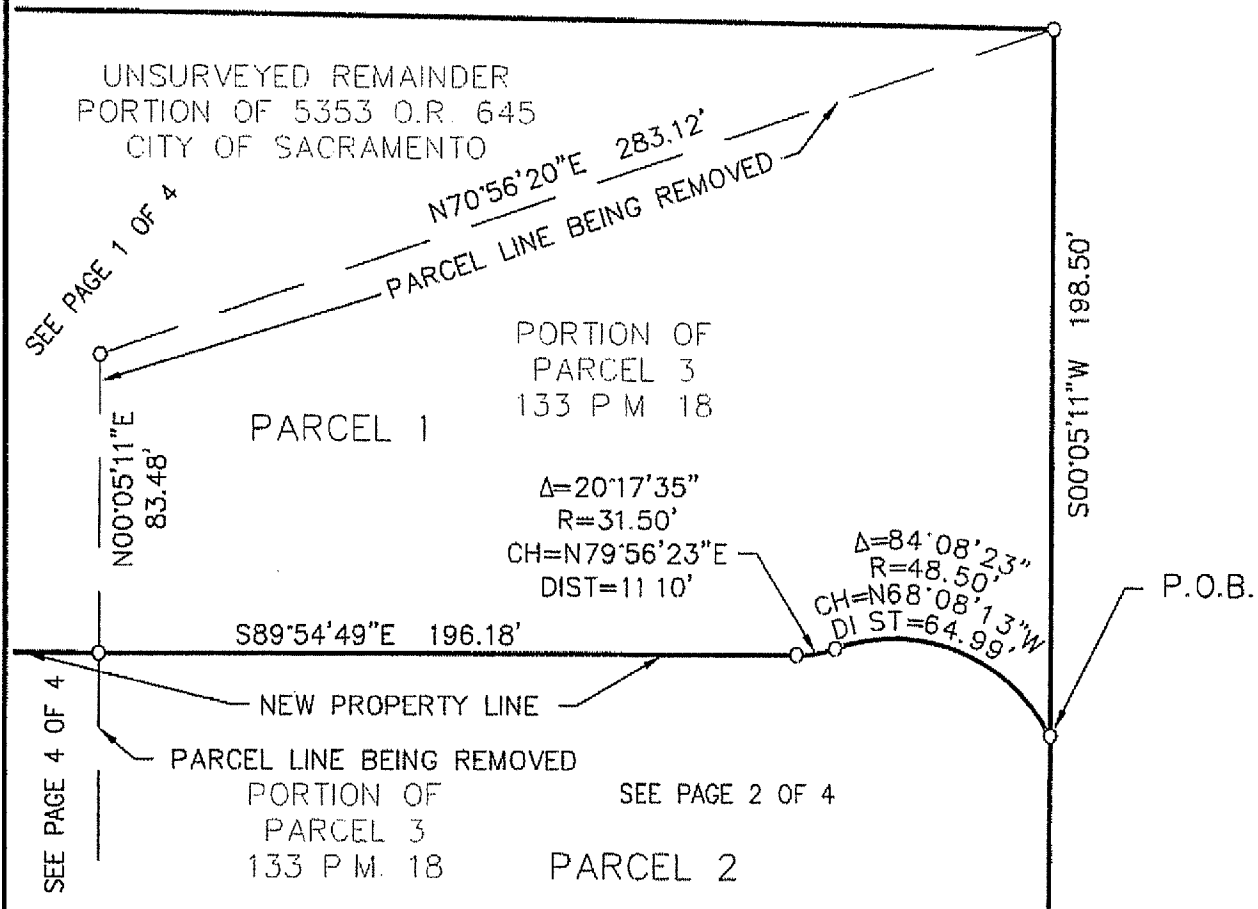 UNSURVEYED REMAINDER
PORTION OF 5353 O.R. 645
CITY OF SACRAMENTO
SEE PAGE 1 OF 4
N70°56'20"E 283.12'
PARCEL LINE BEING REMOVED
S00°05'11"W 198.50'
PORTION OF
PARCEL 3
133 P M 18
PARCEL 1
N00°05'11"E
83.48'
Δ=20°17'35"
R=31.50'
CH=N79°56'23"E
DIST=11 10'
Δ=84°08'23"
R=48.50'
CH=N68°08'13"W
DI ST=64.99'
P.O.B.
S89°54'49"E 196.18'
NEW PROPERTY LINE
SEE PAGE 4 OF 4
PARCEL LINE BEING REMOVED
PORTION OF
PARCEL 3
133 P M. 18
SEE PAGE 2 OF 4
PARCEL 2